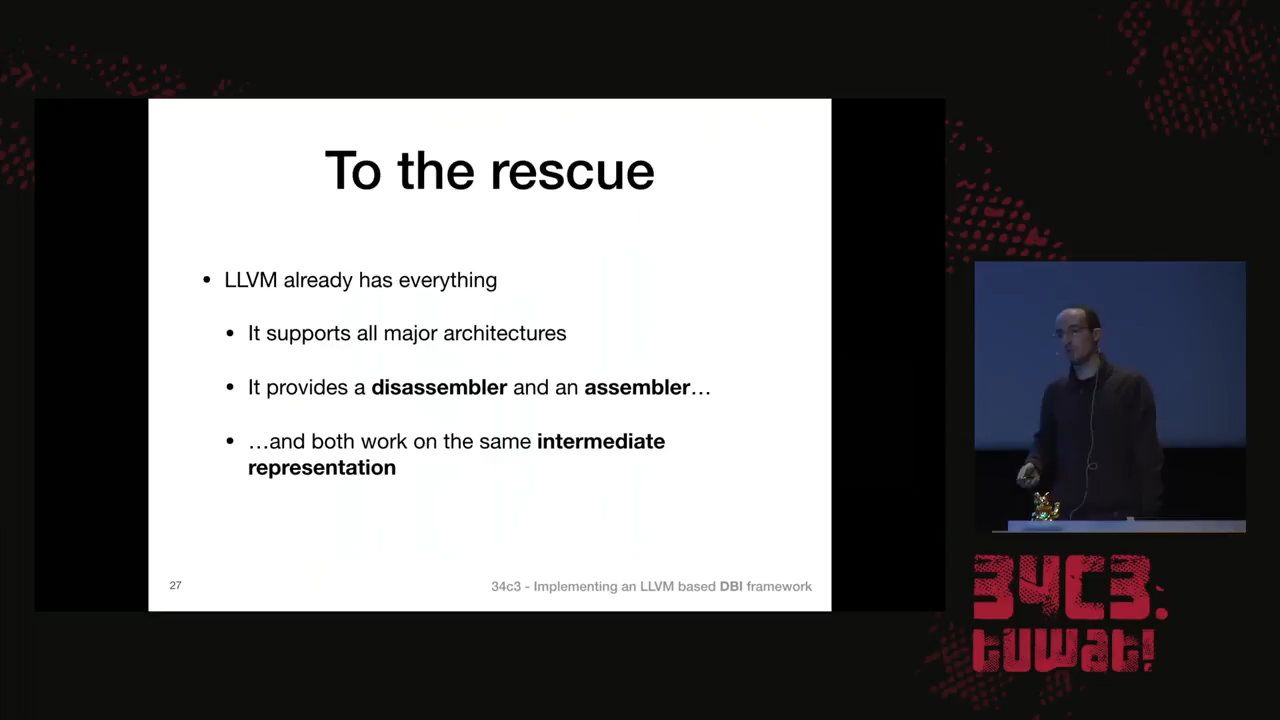 To the rescue
• LLVM already has everything
• It supports all major architectures
• It provides a disassembler and an assembler…
• …and both work on the same intermediate
representation
27
34c3 - Implementing an LLVM based DBI framework
34C3.
tuwat!